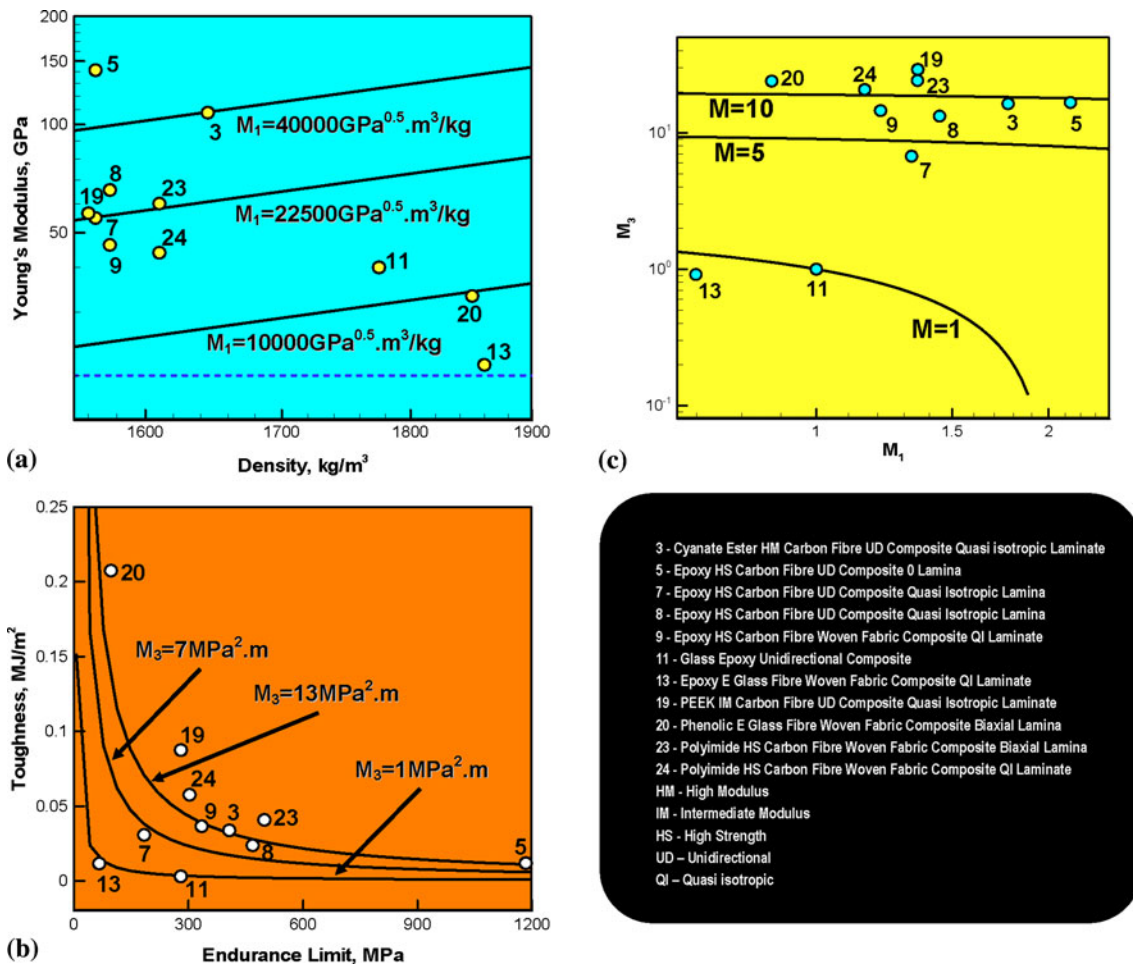 (a)
Young's Modulus, GPa
200
150
100
50
5
3
M₁=40000GPa⁰·⁵.m³/kg
8
19
23
7
24
9
M₁=22500GPa⁰·⁵.m³/kg
11
20
M₁=10000GPa⁰·⁵.m³/kg
13
1600 1700 1800 1900
Density, kg/m³
(c)
M₃
10¹
10⁰
10⁻¹
19
20
24
23
M=10
9
8
3
5
M=5
7
13
11
M=1
1 1.5 2
M₁
(b)
Toughness, MJ/m²
0.25
0.2
0.15
0.1
0.05
0
20
M₃=7MPa².m
M₃=13MPa².m
19
M₃=1MPa².m
24
9
3
23
7
8
5
13
11
0 300 600 900 1200
Endurance Limit, MPa
3 - Cyanate Ester HM Carbon Fibre UD Composite Quasi isotropic Laminate
5 - Epoxy HS Carbon Fibre UD Composite 0 Lamina
7 - Epoxy HS Carbon Fibre UD Composite Quasi Isotropic Lamina
8 - Epoxy HS Carbon Fibre UD Composite Quasi Isotropic Lamina
9 - Epoxy HS Carbon Fibre Woven Fabric Composite QI Laminate
11 - Glass Epoxy Unidirectional Composite
13 - Epoxy E Glass Fibre Woven Fabric Composite QI Laminate
19 - PEEK IM Carbon Fibre UD Composite Quasi Isotropic Laminate
20 - Phenolic E Glass Fibre Woven Fabric Composite Biaxial Lamina
23 - Polyimide HS Carbon Fibre Woven Fabric Composite Biaxial Lamina
24 - Polyimide HS Carbon Fibre Woven Fabric Composite QI Laminate
HM - High Modulus
IM - Intermediate Modulus
HS - High Strength
UD – Unidirectional
QI – Quasi isotropic